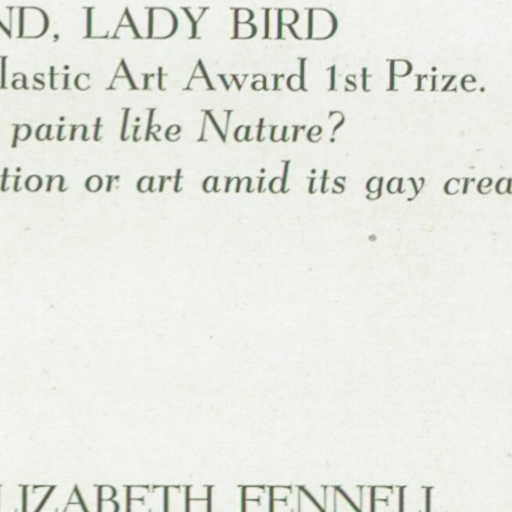 ND, LADY BIRD
lastic Art Award 1st Prize.
paint like Nature?
tion or art amid its gay crea
LIZABETH FENNELL